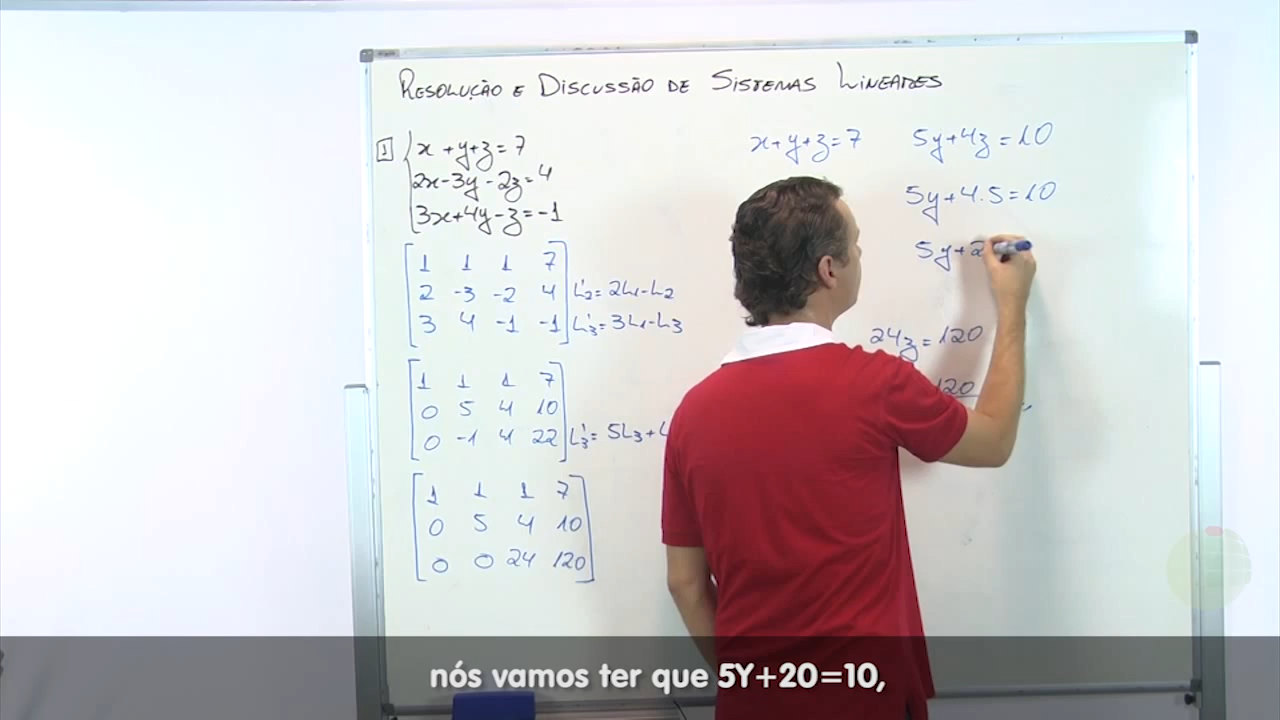 RESOLUÇÃO E DISCUSSÃO DE SISTEMAS LINEARES
1
x + y + z = 7
2x - 3y - 2z = 4
3x + 4y - z = -1
1 1 1 7
2 -3 -2 4 L'2 = 2L1 - L2
3 4 -1 -1 L'3 = 3L1 - L3
1 1 1 7
0 5 4 10
0 -1 4 22 L'3 = 5L3 +
1 1 1 7
0 5 4 10
0 0 24 120
x + y + z = 7
5y + 4z = 10
5y + 4.5 = 10
5y + 2
24z = 120
120
nós vamos ter que 5Y+20=10,